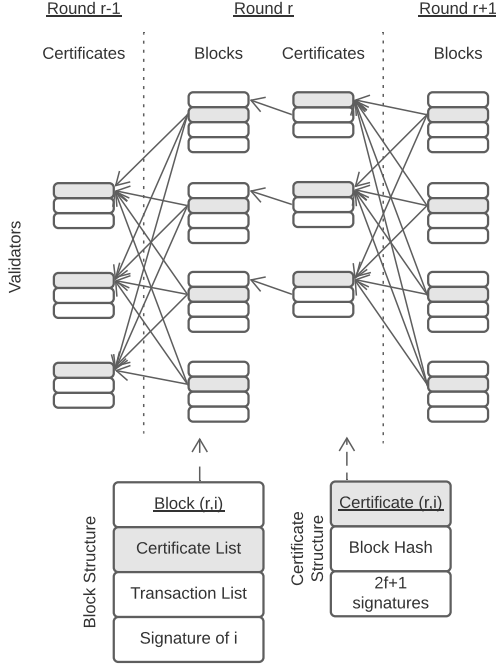 Round r-1
Round r
Round r+1
Certificates
Blocks
Certificates
Blocks
Validators
Block Structure
Block (r,i)
Certificate List
Transaction List
Signature of i
Certificate
Structure
Certificate (r,i)
Block Hash
2f+1
signatures